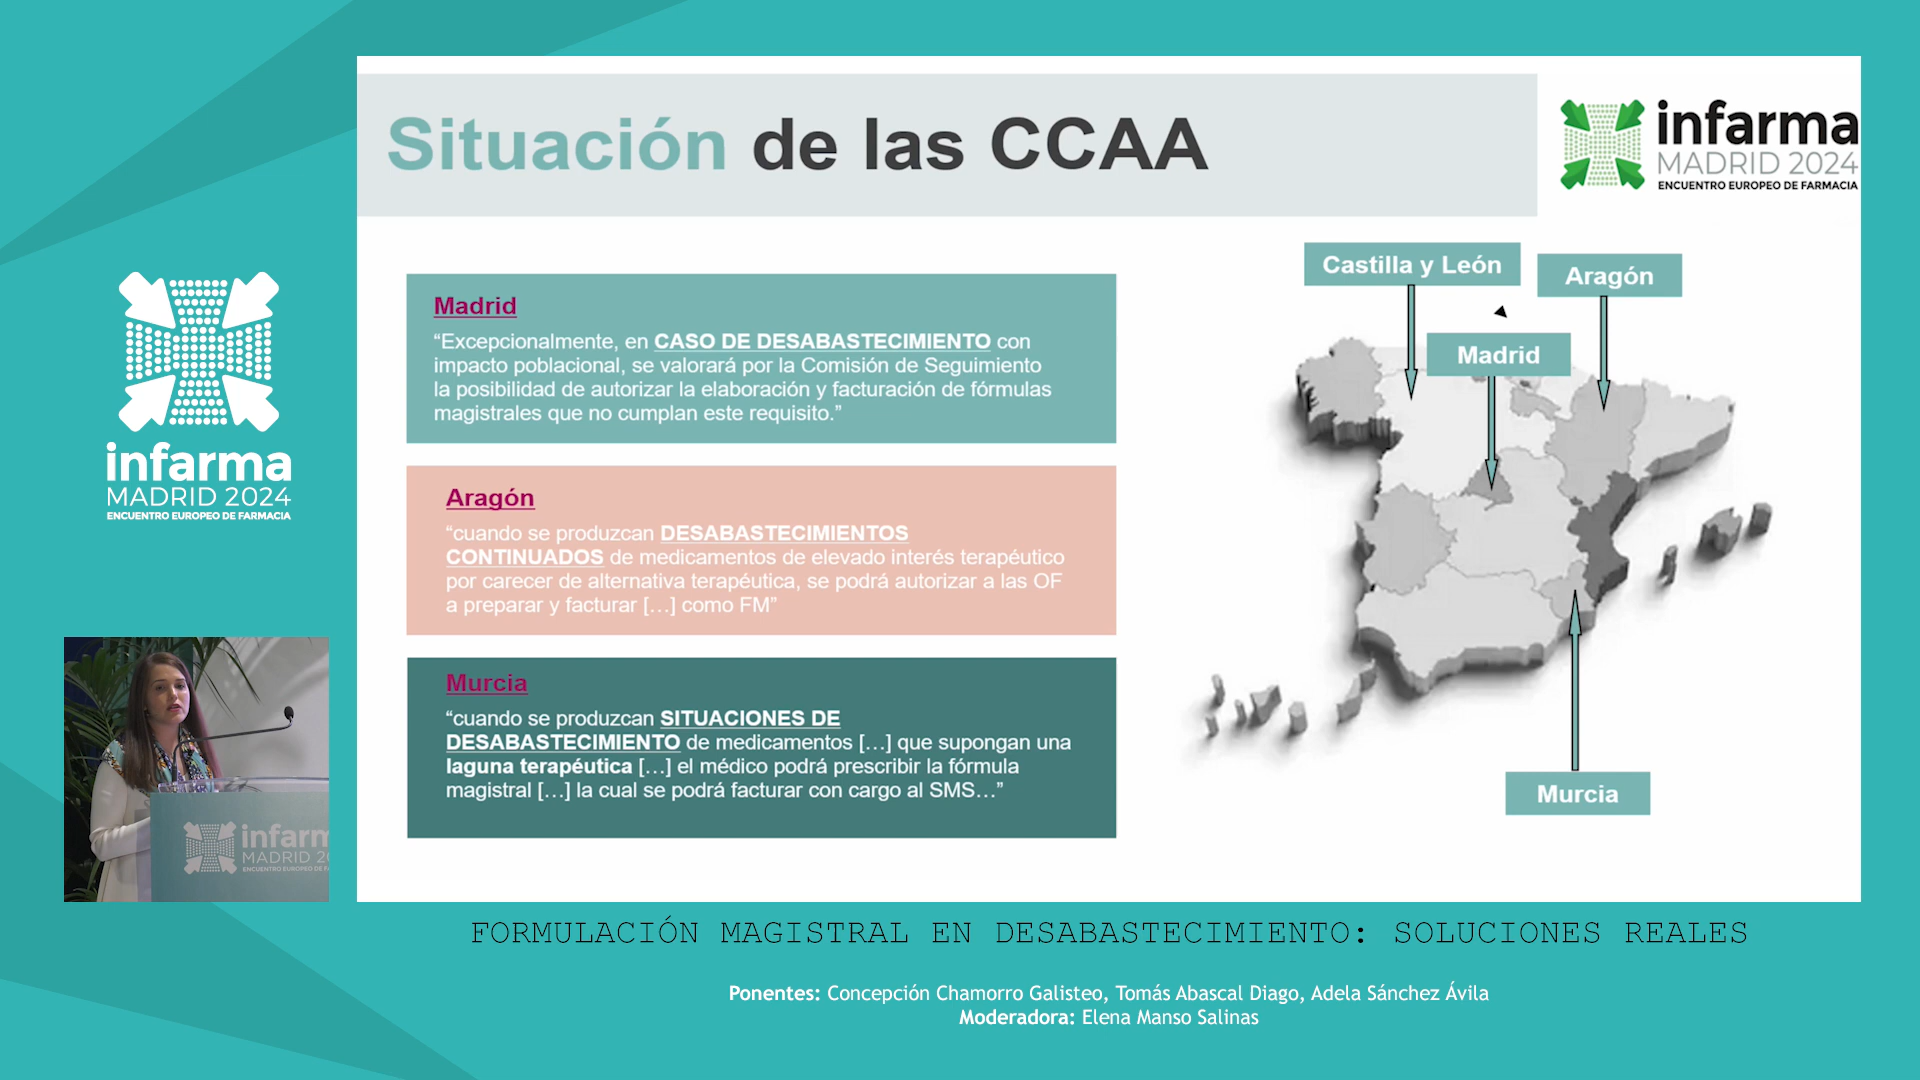 Situación de las CCAA
infarma
MADRID 2024
ENCUENTRO EUROPEO DE FARMACIA
Madrid
“Excepcionalmente, en CASO DE DESABASTECIMIENTO con
impacto poblacional, se valorará por la Comisión de Seguimiento
la posibilidad de autorizar la elaboración y facturación de fórmulas
magistrales que no cumplan este requisito.”
Aragón
“cuando se produzcan DESABASTECIMIENTOS
CONTINUADOS de medicamentos de elevado interés terapéutico
por carecer de alternativa terapéutica, se podrá autorizar a las OF
a preparar y facturar […] como FM”
Murcia
“cuando se produzcan SITUACIONES DE
DESABASTECIMIENTO de medicamentos […] que supongan una
laguna terapéutica […] el médico podrá prescribir la fórmula
magistral […] la cual se podrá facturar con cargo al SMS…”
Castilla y León
Aragón
Madrid
Murcia
infarma
MADRID 2024
ENCUENTRO EUROPEO DE FARMACIA
infarm
MADRID 20
ENCUENTRO EUROPEO DE F
FORMULACIÓN MAGISTRAL EN DESABASTECIMIENTO: SOLUCIONES REALES
Ponentes: Concepción Chamorro Galisteo, Tomás Abascal Diago, Adela Sánchez Ávila
Moderadora: Elena Manso Salinas